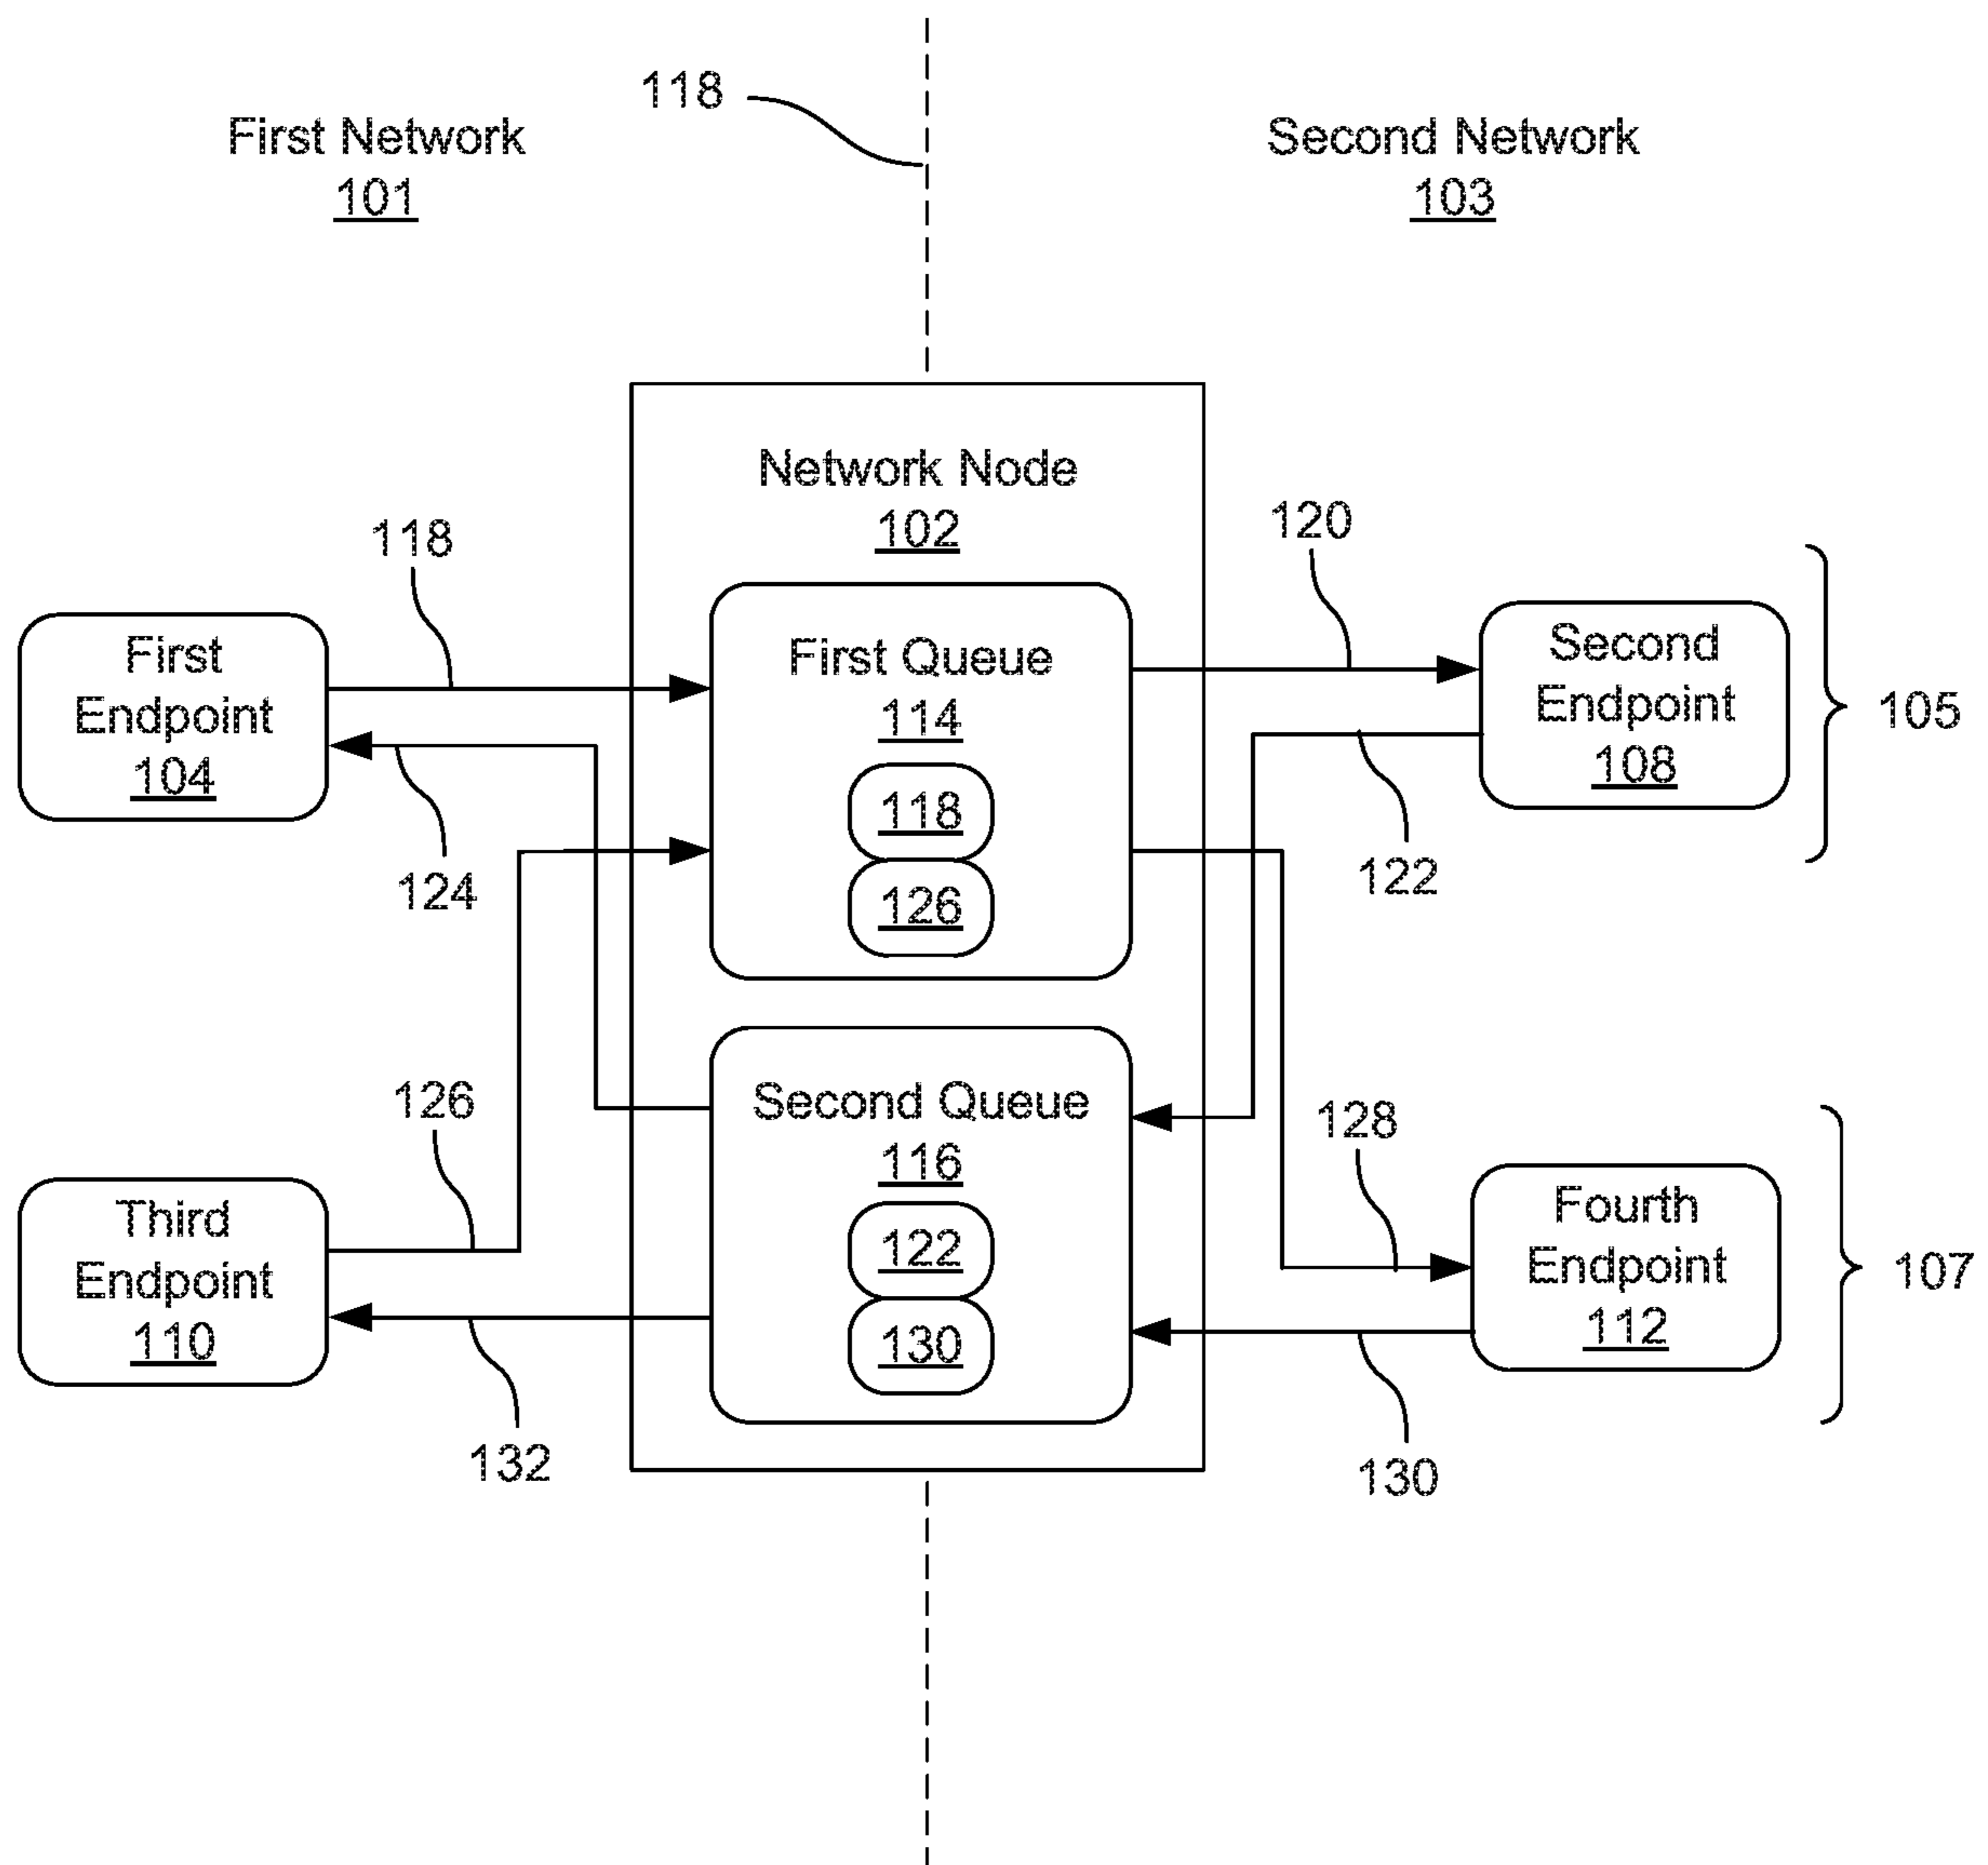 118
First Network
101
Second Network
103
Network Node
102
118
120
First
Endpoint
104
First Queue
114
118
126
Second
Endpoint
108
105
124
122
126
Second Queue
116
122
130
128
Third
Endpoint
110
Fourth
Endpoint
112
107
132
130